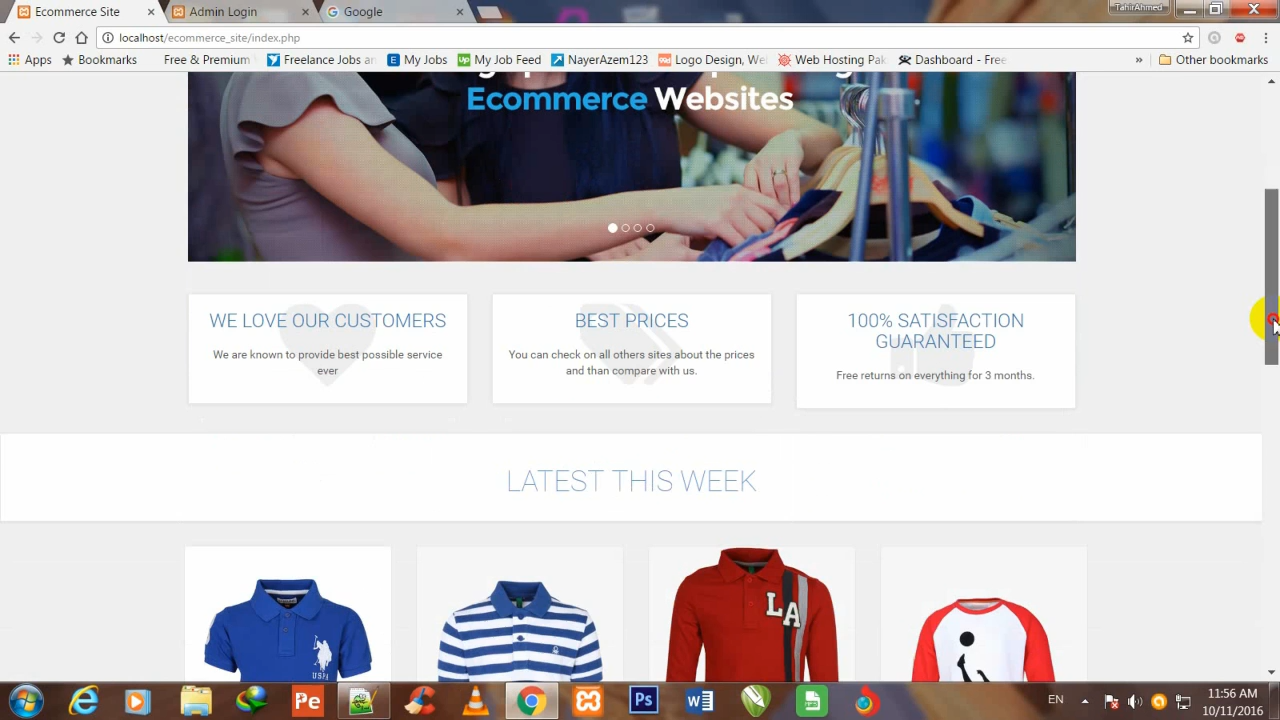 TahirAhmed
Ecommerce Site
Admin Login
Google
localhost/ecommerce_site/index.php
Apps
Bookmarks
Free & Premium
Freelance Jobs an
My Jobs
My Job Feed
NayerAzem123
Logo Design, We
Web Hosting Pak
Dashboard - Free
»
Other bookmarks
Ecommerce Websites
WE LOVE OUR CUSTOMERS
We are known to provide best possible service
ever
BEST PRICES
You can check on all others sites about the prices
and than compare with us.
100% SATISFACTION
GUARANTEED
Free returns on everything for 3 months.
LATEST THIS WEEK
USPA
LA
Pe
Ps
EN
11:56 AM
10/11/2016